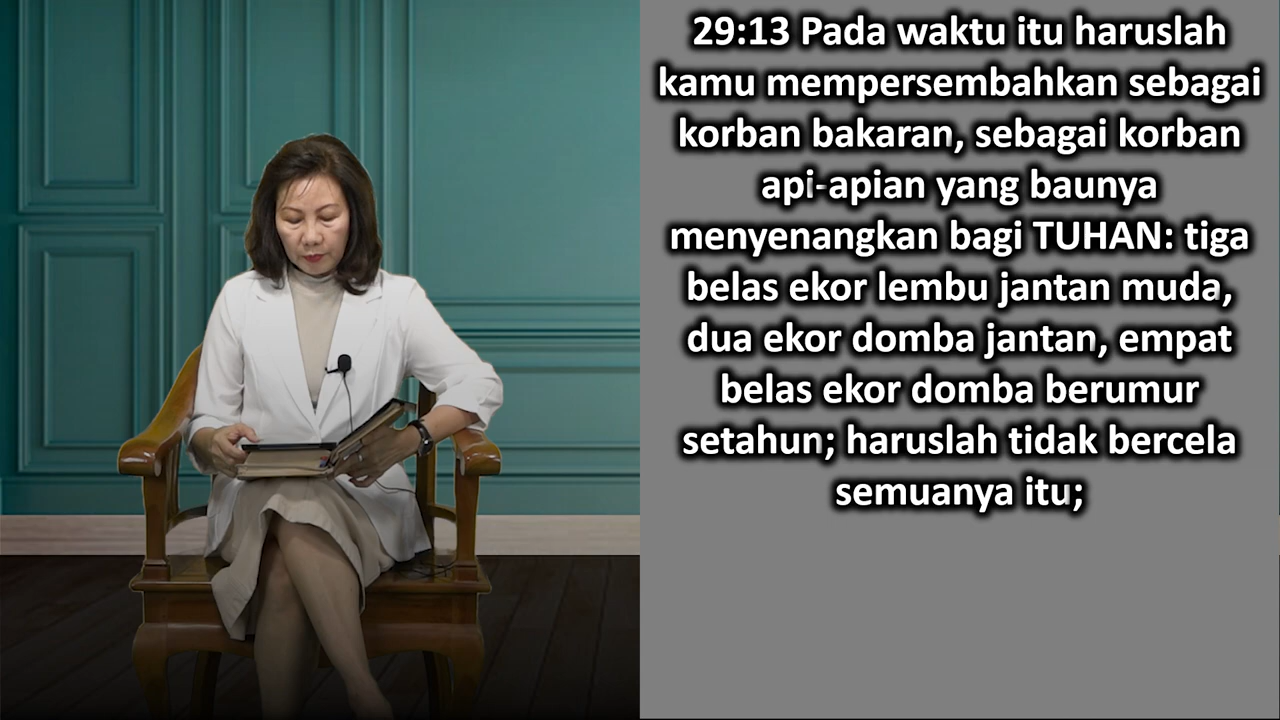 29:13 Pada waktu itu haruslah
kamu mempersembahkan sebagai
korban bakaran, sebagai korban
api-apian yang baunya
menyenangkan bagi TUHAN: tiga
belas ekor lembu jantan muda,
dua ekor domba jantan, empat
belas ekor domba berumur
setahun; haruslah tidak bercela
semuanya itu;